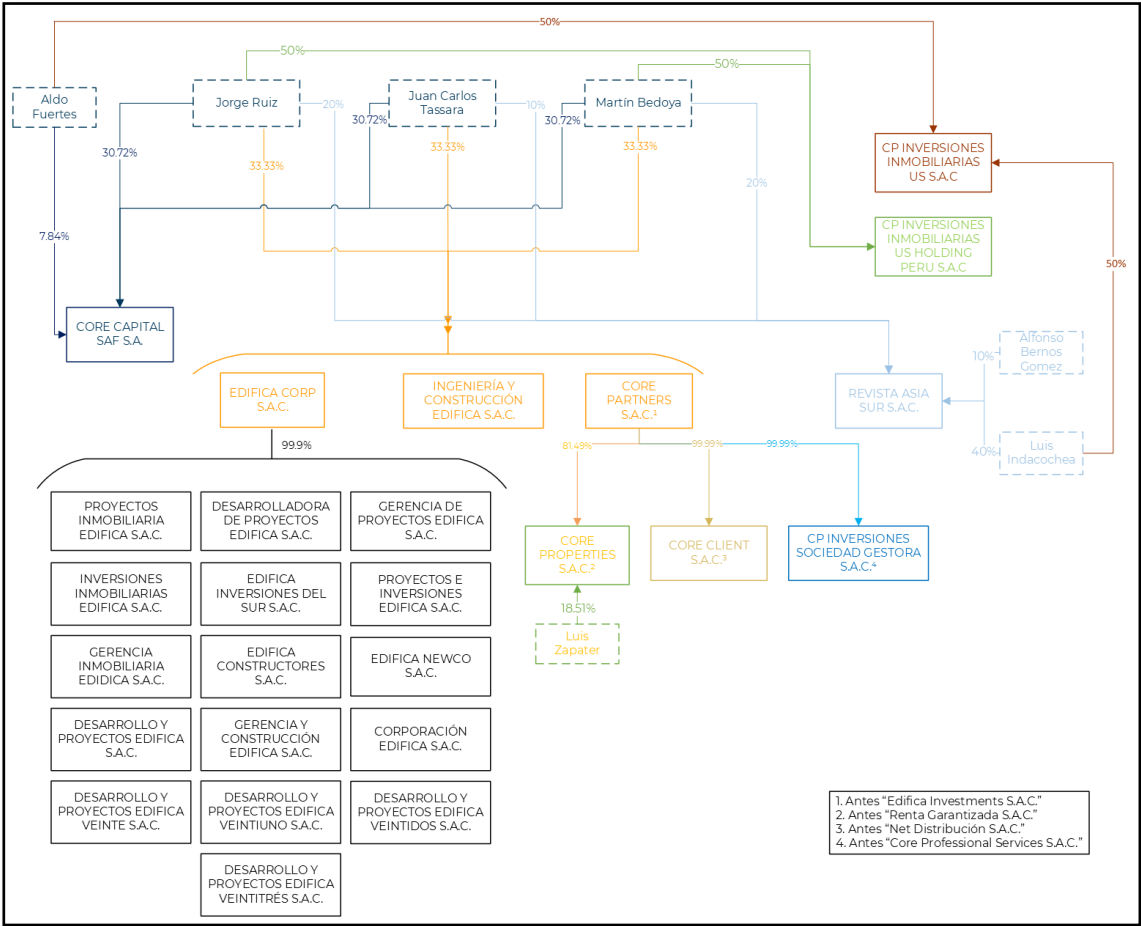 50%
50%
50%
Aldo
Fuertes
Jorge Ruiz
20%
Juan Carlos
Tassara
10%
Martín Bedoya
30.72%
30.72%
30.72%
33.33%
33.33%
33.33%
20%
7.84%
CP INVERSIONES
INMOBILIARIAS
US S.A.C
CP INVERSIONES
INMOBILIARIAS
US HOLDING
PERU S.A.C
50%
CORE CAPITAL
SAF S.A.
EDIFICA CORP
S.A.C.
INGENIERÍA Y
CONSTRUCCIÓN
EDIFICA S.A.C.
CORE
PARTNERS
S.A.C.¹
REVISTA ASIA
SUR S.A.C.
10%
Alfonso
Bernos
Gomez
40%
Luis
Indacochea
99.9%
81.49%
99.99%
99.99%
PROYECTOS
INMOBILIARIA
EDIFICA S.A.C.
DESARROLLADORA
DE PROYECTOS
EDIFICA S.A.C.
GERENCIA DE
PROYECTOS EDIFICA
S.A.C.
INVERSIONES
INMOBILIARIAS
EDIFICA S.A.C.
EDIFICA
INVERSIONES DEL
SUR S.A.C.
PROYECTOS E
INVERSIONES
EDIFICA S.A.C.
GERENCIA
INMOBILIARIA
EDIDICA S.A.C.
EDIFICA
CONSTRUCTORES
S.A.C.
EDIFICA NEWCO
S.A.C.
DESARROLLO Y
PROYECTOS EDIFICA
S.A.C.
GERENCIA Y
CONSTRUCCIÓN
EDIFICA S.A.C.
CORPORACIÓN
EDIFICA S.A.C.
DESARROLLO Y
PROYECTOS EDIFICA
VEINTE S.A.C.
DESARROLLO Y
PROYECTOS EDIFICA
VEINTIUNO S.A.C.
DESARROLLO Y
PROYECTOS EDIFICA
VEINTIDOS S.A.C.
DESARROLLO Y
PROYECTOS EDIFICA
VEINTITRÉS S.A.C.
CORE
PROPERTIES
S.A.C.²
CORE CLIENT
S.A.C.³
CP INVERSIONES
SOCIEDAD GESTORA
S.A.C.⁴
18.51%
Luis
Zapater
1. Antes “Edifica Investments S.A.C.”
2. Antes “Renta Garantizada S.A.C.”
3. Antes “Net Distribución S.A.C.”
4. Antes “Core Professional Services S.A.C.”